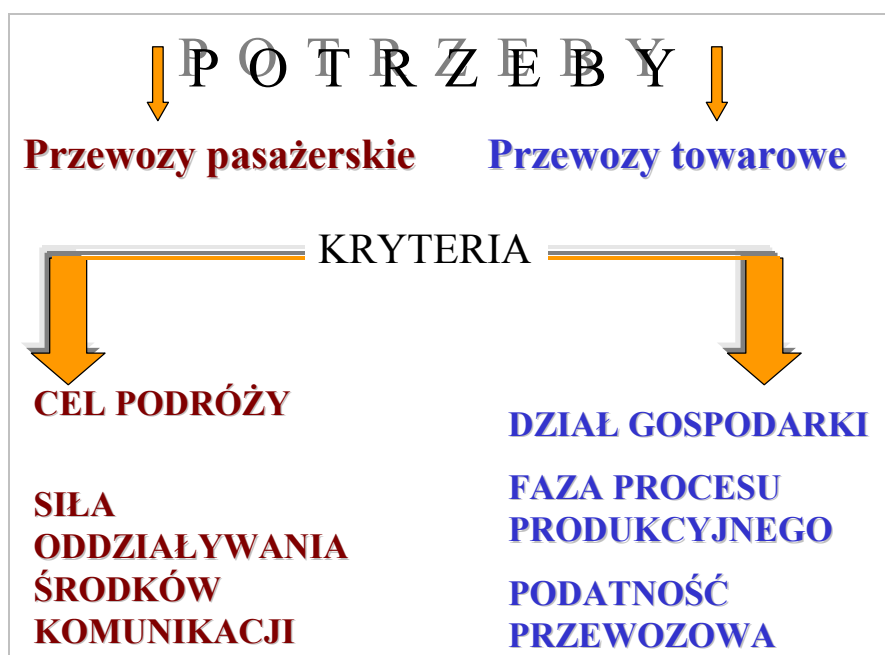 P O T R Z E B Y
Przewozy pasażerskie
Przewozy towarowe
KRYTERIA
CEL PODRÓŻY
SIŁA
ODDZIAŁYWANIA
ŚRODKÓW
KOMUNIKACJI
DZIAŁ GOSPODARKI
FAZA PROCESU
PRODUKCYJNEGO
PODATNOŚĆ
PRZEWOZOWA